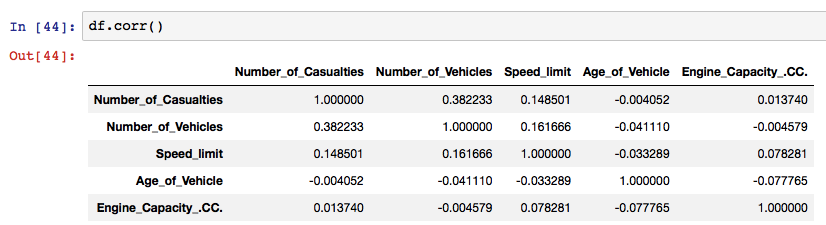 In [44]: df.corr()
Out[44]:
Number_of_Casualties Number_of_Vehicles Speed_limit Age_of_Vehicle Engine_Capacity_.CC.
Number_of_Casualties 1.000000 0.382233 0.148501 -0.004052 0.013740
Number_of_Vehicles 0.382233 1.000000 0.161666 -0.041110 -0.004579
Speed_limit 0.148501 0.161666 1.000000 -0.033289 0.078281
Age_of_Vehicle -0.004052 -0.041110 -0.033289 1.000000 -0.077765
Engine_Capacity_.CC. 0.013740 -0.004579 0.078281 -0.077765 1.000000